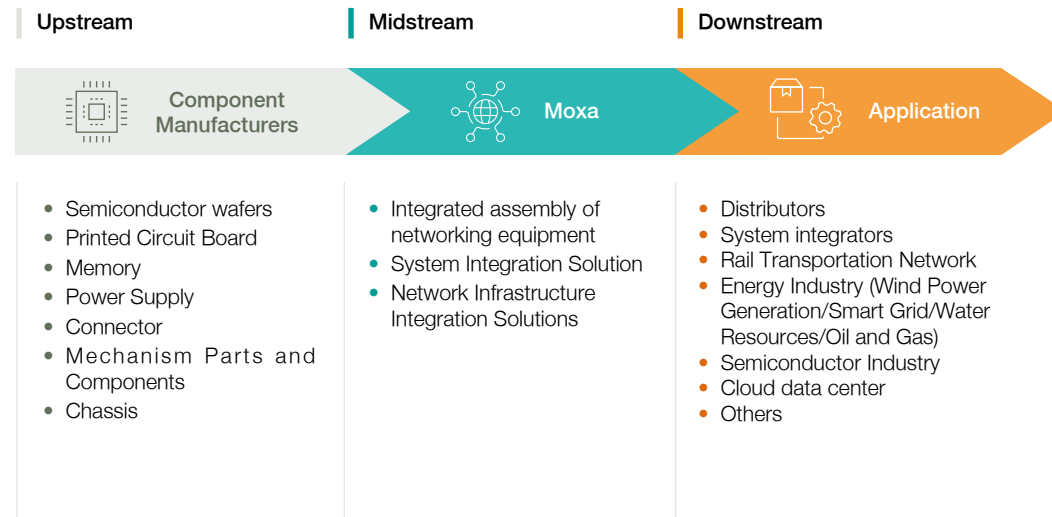 Upstream
Midstream
Downstream
Component
Manufacturers
Moxa
Application
• Semiconductor wafers
• Printed Circuit Board
• Memory
• Power Supply
• Connector
• Mechanism Parts and
Components
• Chassis
• Integrated assembly of
networking equipment
• System Integration Solution
• Network Infrastructure
Integration Solutions
• Distributors
• System integrators
• Rail Transportation Network
• Energy Industry (Wind Power
Generation/Smart Grid/Water
Resources/Oil and Gas)
• Semiconductor Industry
• Cloud data center
• Others